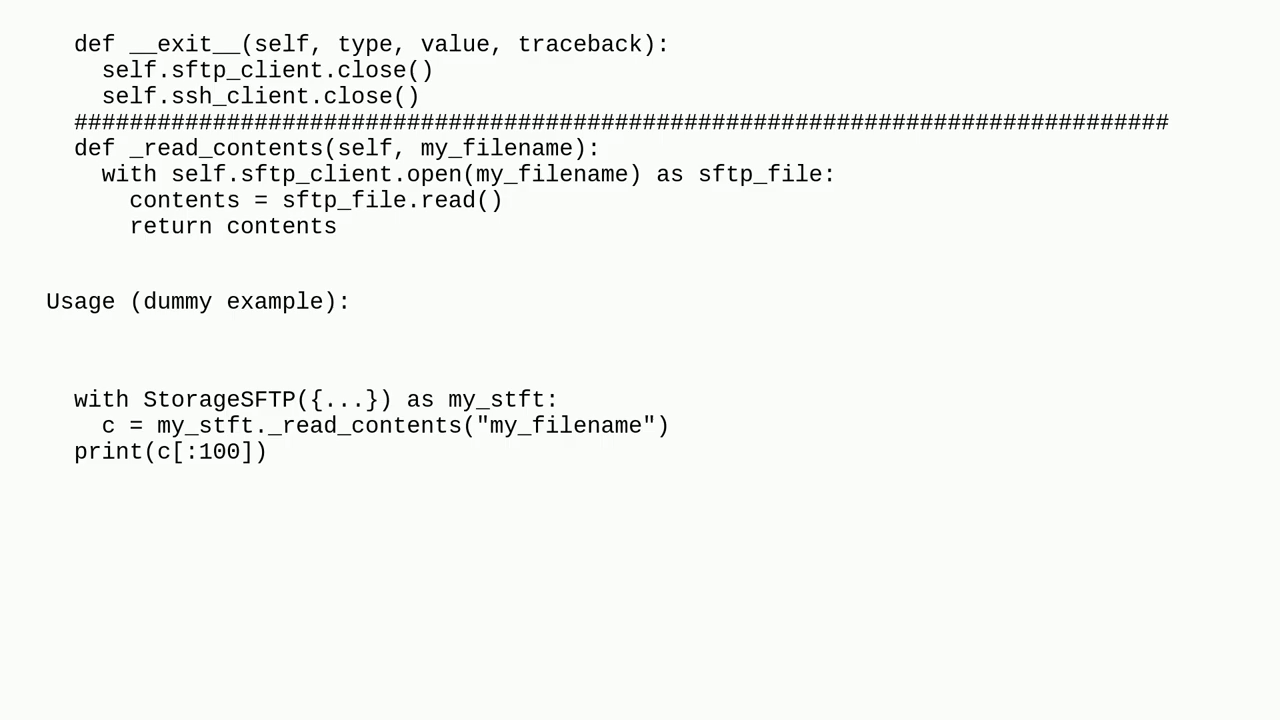 def __exit__(self, type, value, traceback):
self.sftp_client.close()
self.ssh_client.close()
###############################################################################
def _read_contents(self, my_filename):
with self.sftp_client.open(my_filename) as sftp_file:
contents = sftp_file.read()
return contents
Usage (dummy example):
with StorageSFTP({...}) as my_stft:
c = my_stft._read_contents("my_filename")
print(c[:100])